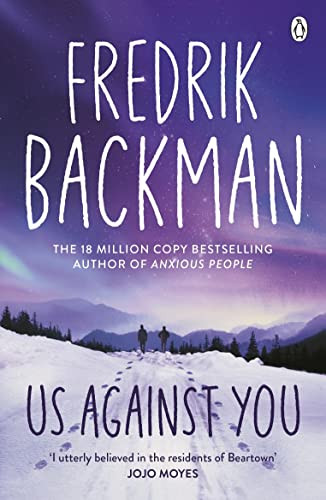 FREDRIK
BACKMAN
THE 18 MILLION COPY BESTSELLING
AUTHOR OF ANXIOUS PEOPLE
US AGAINST YOU
‘I utterly believed in the residents of Beartown’
JOJO MOYES